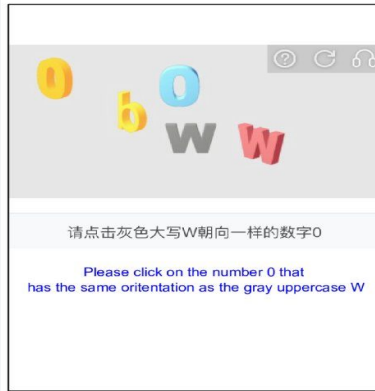 0
b 0
W W
请点击灰色大写W朝向一样的数字0
Please click on the number 0 that
has the same oritentation as the gray uppercase W